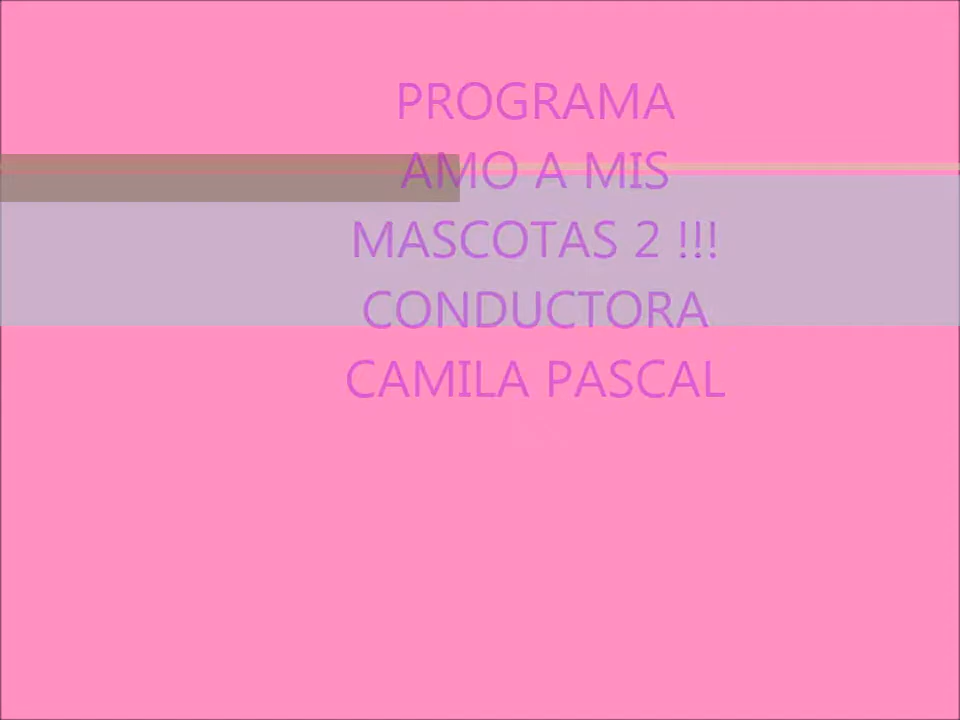 PROGRAMA
AMO A MIS
MASCOTAS 2 !!!
CONDUCTORA
CAMILA PASCAL